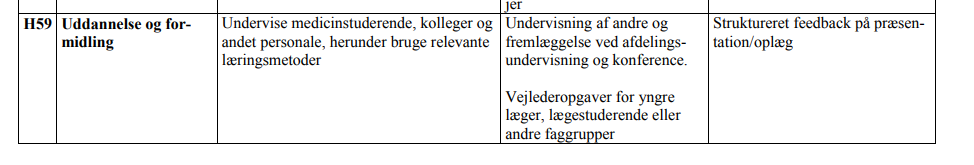 jer
H59 Uddannelse og for-
midling
Undervise medicinstuderende, kolleger og
andet personale, herunder bruge relevante
læringsmetoder
Undervisning af andre og
fremlæggelse ved afdelings-
undervisning og konference.
Vejlederopgaver for yngre
læger, lægestuderende eller
andre faggrupper
Struktureret feedback på præsen-
tation/oplæg